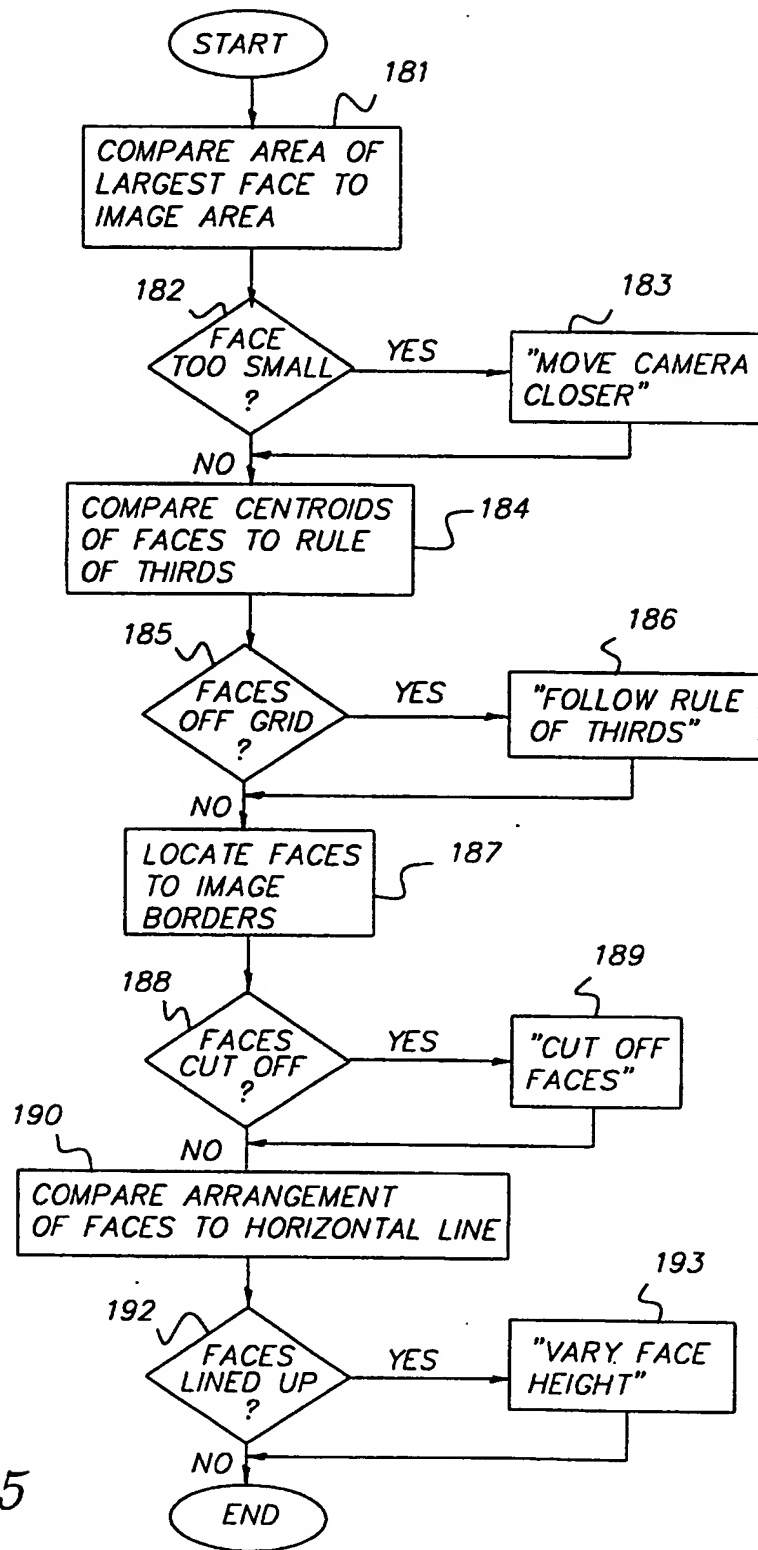 START
181
COMPARE AREA OF
LARGEST FACE TO
IMAGE AREA
182
FACE
TOO SMALL
?
YES
183
"MOVE CAMERA
CLOSER"
NO
COMPARE CENTROIDS
OF FACES TO RULE
OF THIRDS
184
185
FACES
OFF GRID
?
YES
186
"FOLLOW RULE
OF THIRDS"
NO
LOCATE FACES
TO IMAGE
BORDERS
187
188
FACES
CUT OFF
?
YES
189
"CUT OFF
FACES"
NO
190
COMPARE ARRANGEMENT
OF FACES TO HORIZONTAL LINE
192
FACES
LINED UP
?
YES
193
"VARY FACE
HEIGHT"
NO
END
5